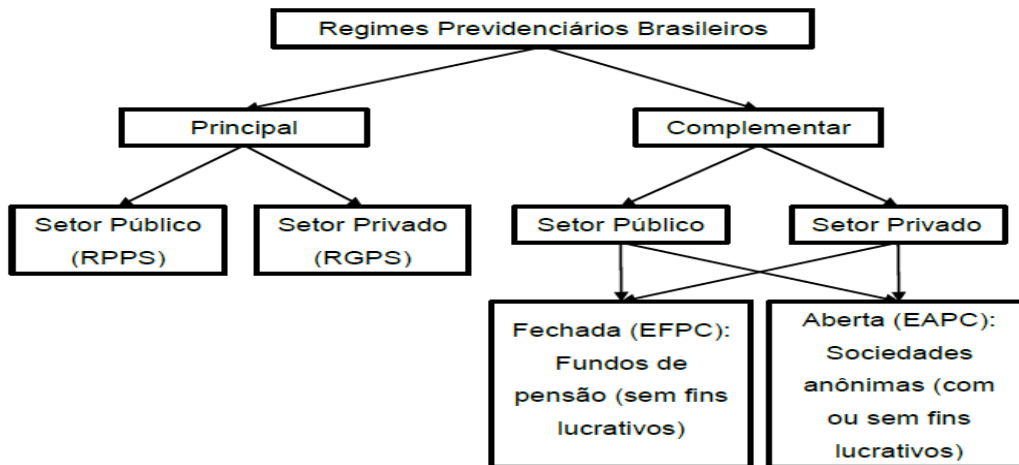 Regimes Previdenciários Brasileiros
Principal
Complementar
Setor Público
(RPPS)
Setor Privado
(RGPS)
Setor Público
Setor Privado
Fechada (EFPC):
Fundos de
pensão (sem fins
lucrativos)
Aberta (EAPC):
Sociedades
anônimas (com
ou sem fins
lucrativos)